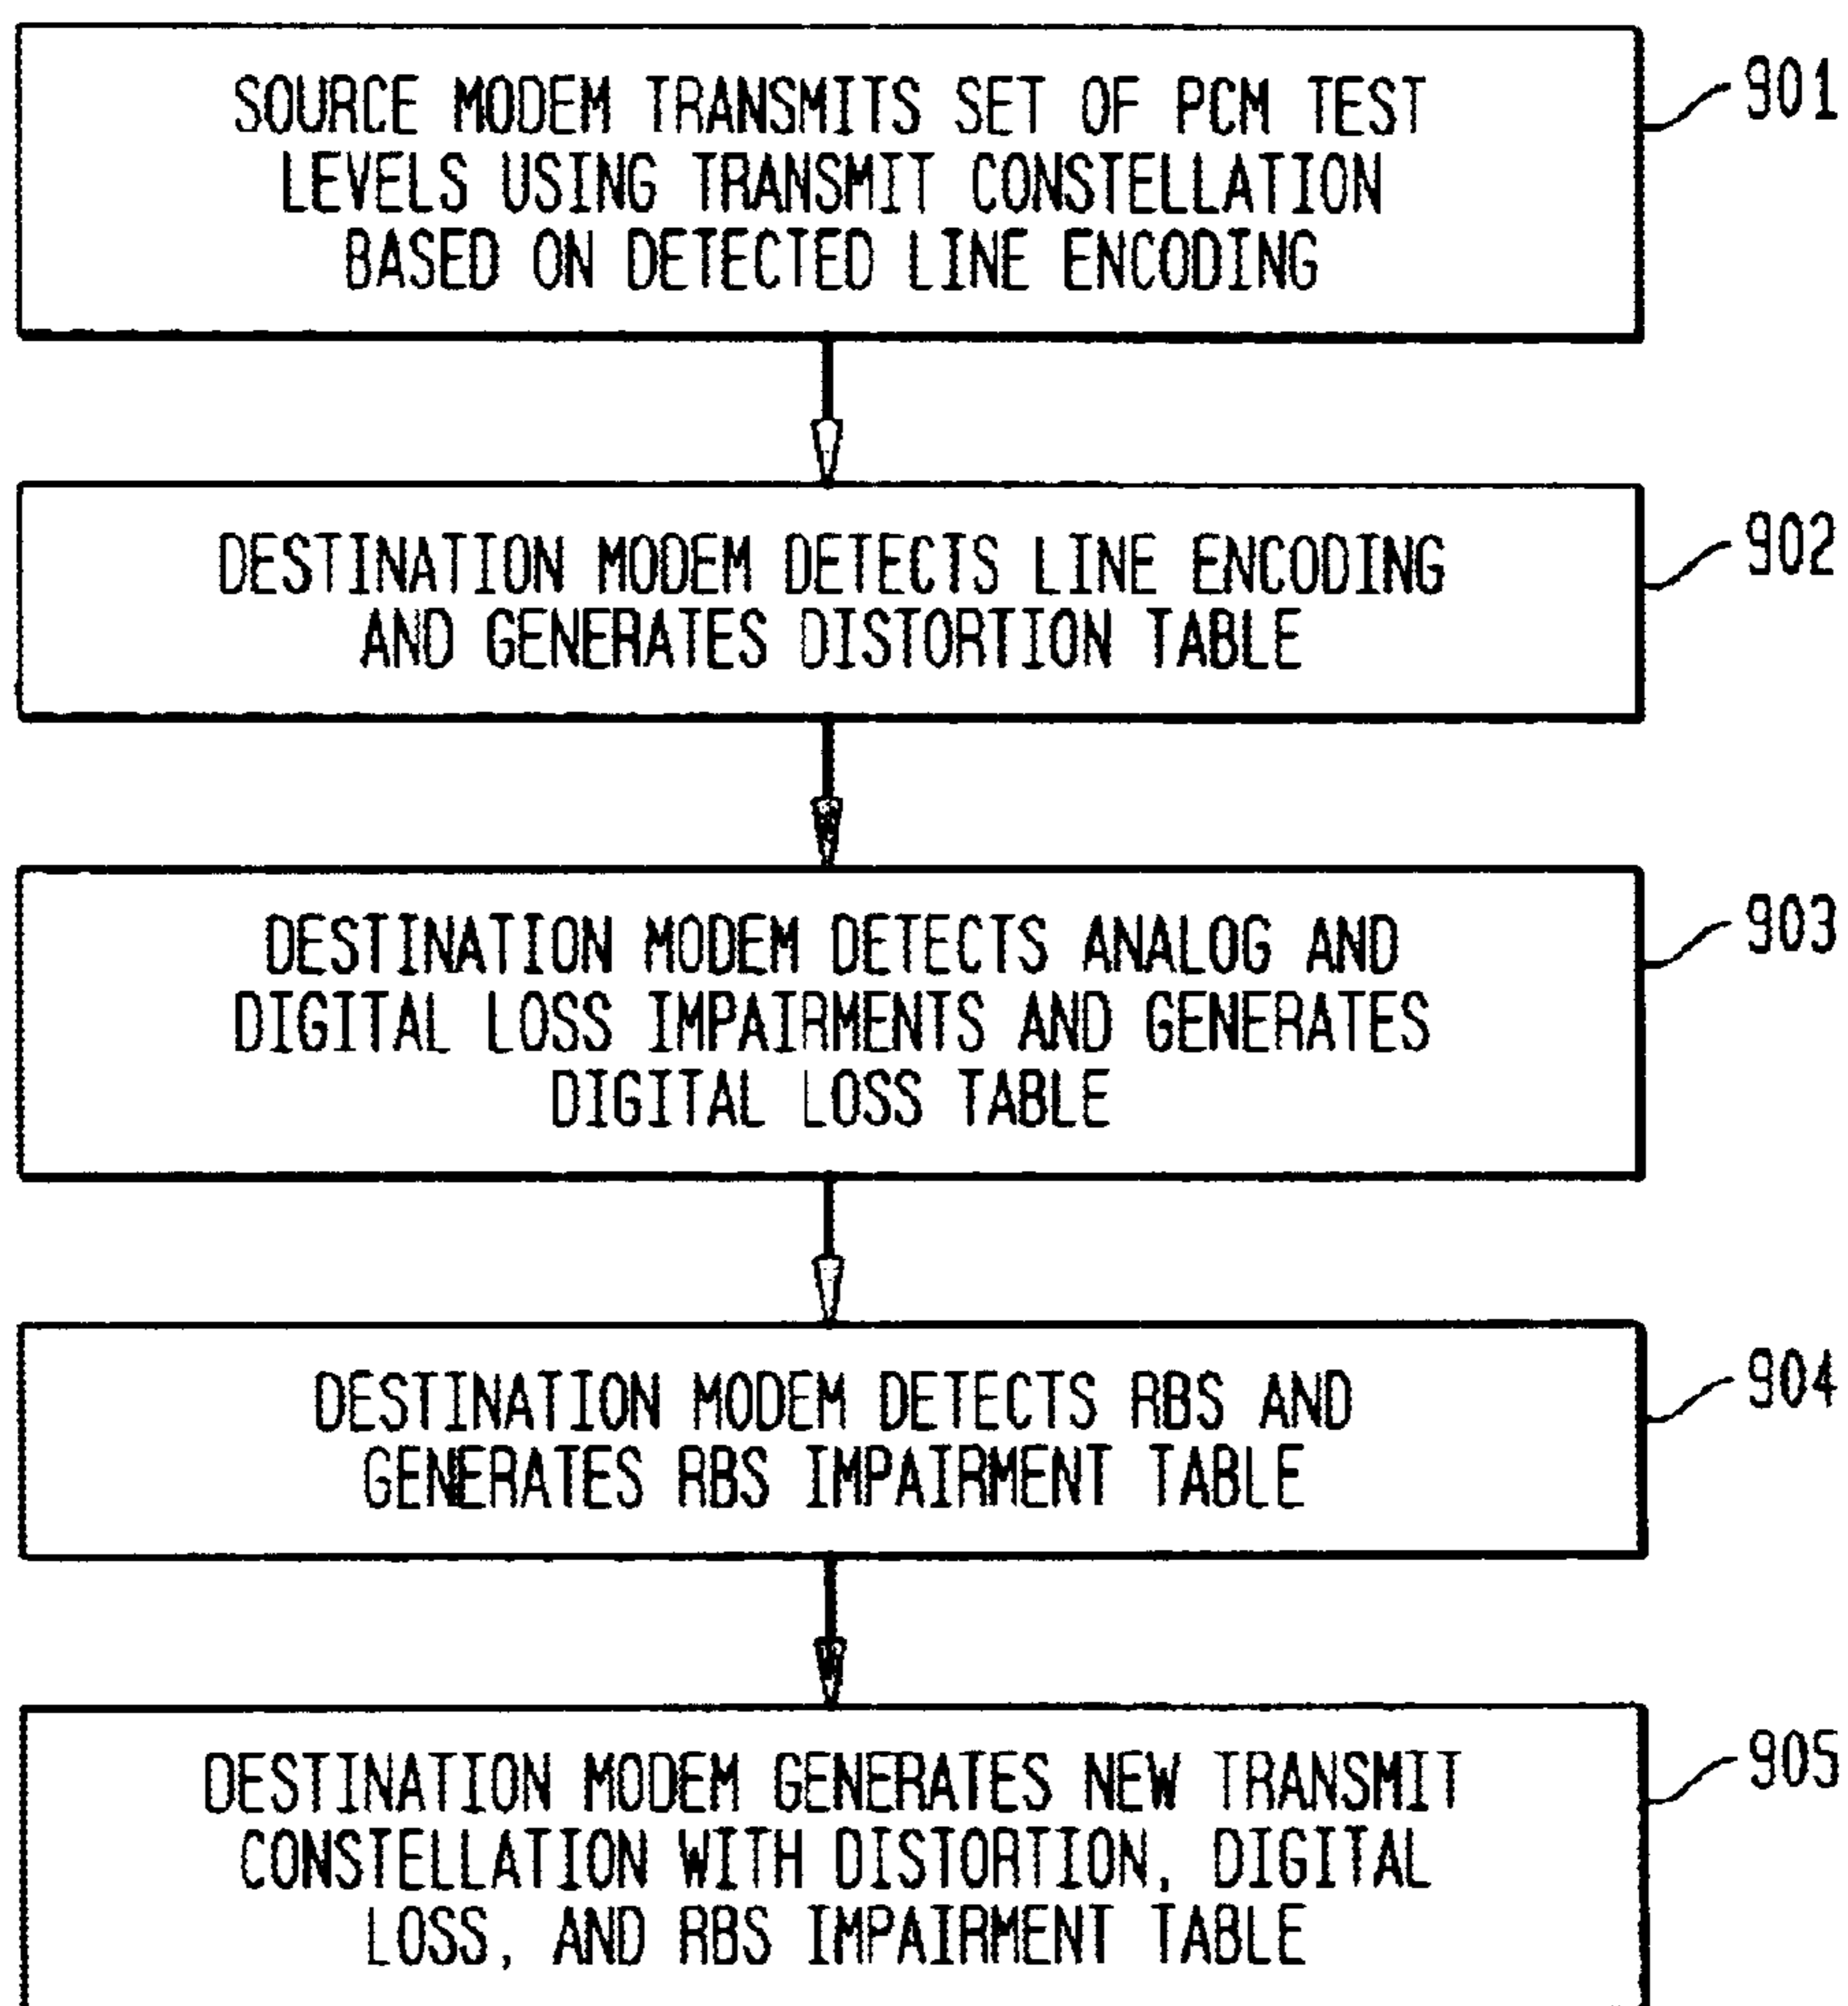 SOURCE MODEM TRANSMITS SET OF PCM TEST
LEVELS USING TRANSMIT CONSTELLATION
BASED ON DETECTED LINE ENCODING
901
DESTINATION MODEM DETECTS LINE ENCODING
AND GENERATES DISTORTION TABLE
902
DESTINATION MODEM DETECTS ANALOG AND
DIGITAL LOSS IMPAIRMENTS AND GENERATES
DIGITAL LOSS TABLE
903
DESTINATION MODEM DETECTS RBS AND
GENERATES RBS IMPAIRMENT TABLE
904
DESTINATION MODEM GENERATES NEW TRANSMIT
CONSTELLATION WITH DISTORTION, DIGITAL
LOSS, AND RBS IMPAIRMENT TABLE
905